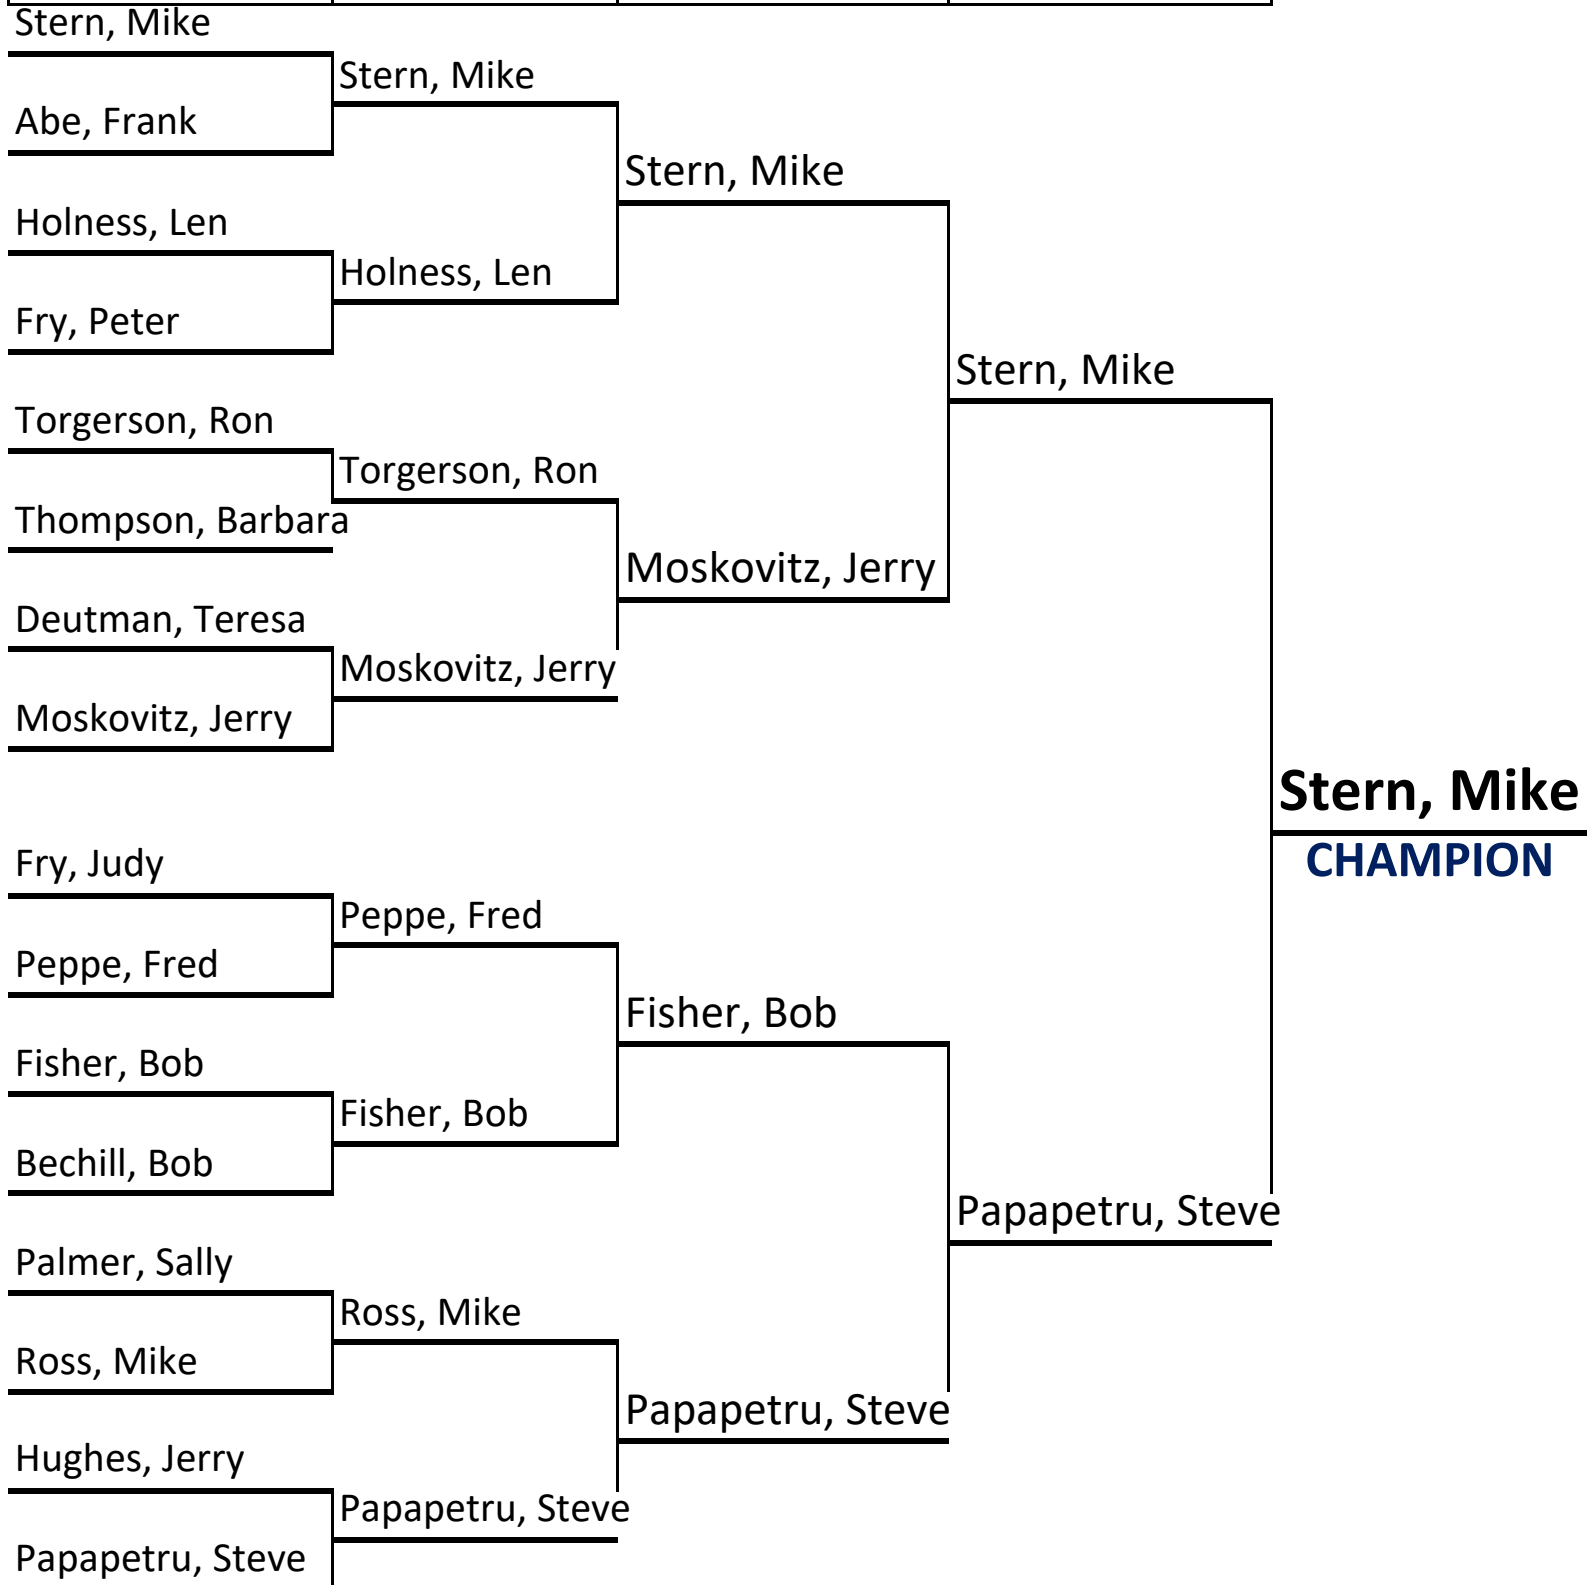 Stern, Mike
Stern, Mike
Abe, Frank
Stern, Mike
Holness, Len
Holness, Len
Fry, Peter
Stern, Mike
Torgerson, Ron
Torgerson, Ron
Thompson, Barbara
Moskovitz, Jerry
Deutman, Teresa
Moskovitz, Jerry
Moskovitz, Jerry
Stern, Mike
CHAMPION
Fry, Judy
Peppe, Fred
Peppe, Fred
Fisher, Bob
Fisher, Bob
Fisher, Bob
Bechill, Bob
Papapetru, Steve
Palmer, Sally
Ross, Mike
Ross, Mike
Papapetru, Steve
Hughes, Jerry
Papapetru, Steve
Papapetru, Steve